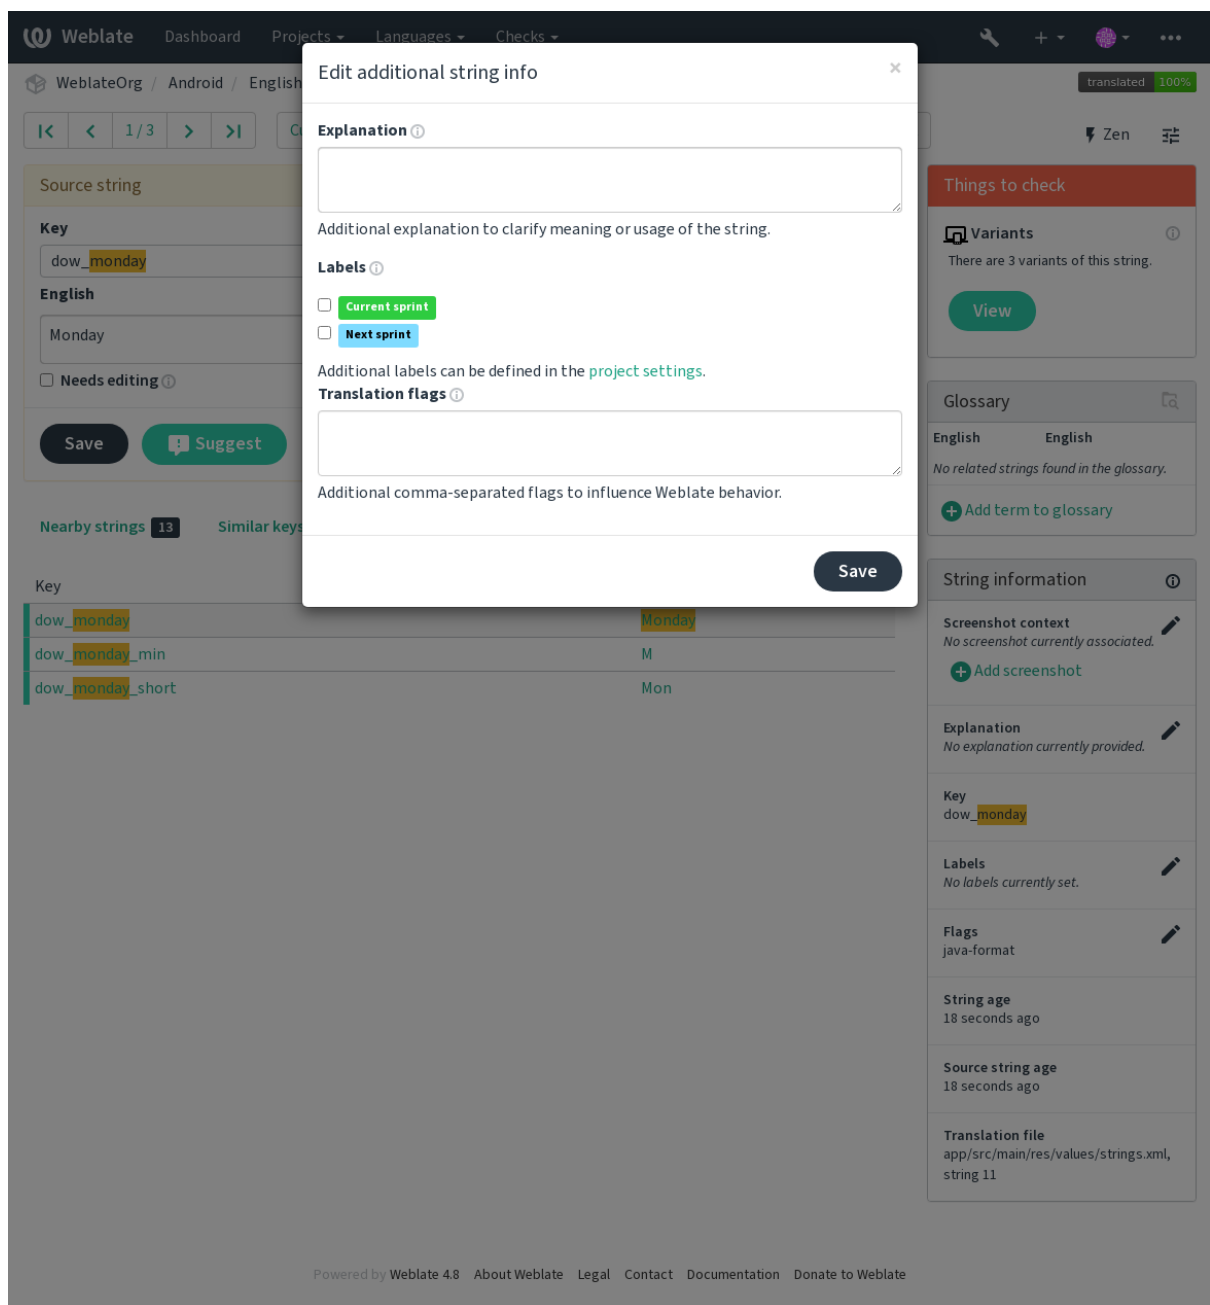 Weblate Dashboard Projects Languages Checks
WeblateOrg / Android / English
translated 100%
1 / 3
Zen
Edit additional string info
×
Explanation
Additional explanation to clarify meaning or usage of the string.
Labels
Current sprint
Next sprint
Additional labels can be defined in the project settings.
Translation flags
Additional comma-separated flags to influence Weblate behavior.
Save
Source string
Key
dow_monday
English
Monday
Needs editing
Save Suggest
Nearby strings 13 Similar keys
Key
dow_monday Monday
dow_monday_min M
dow_monday_short Mon
Things to check
Variants
There are 3 variants of this string.
View
Glossary
English English
No related strings found in the glossary.
Add term to glossary
String information
Screenshot context
No screenshot currently associated.
Add screenshot
Explanation
No explanation currently provided.
Key
dow_monday
Labels
No labels currently set.
Flags
java-format
String age
18 seconds ago
Source string age
18 seconds ago
Translation file
app/src/main/res/values/strings.xml,
string 11
Powered by Weblate 4.8 About Weblate Legal Contact Documentation Donate to Weblate